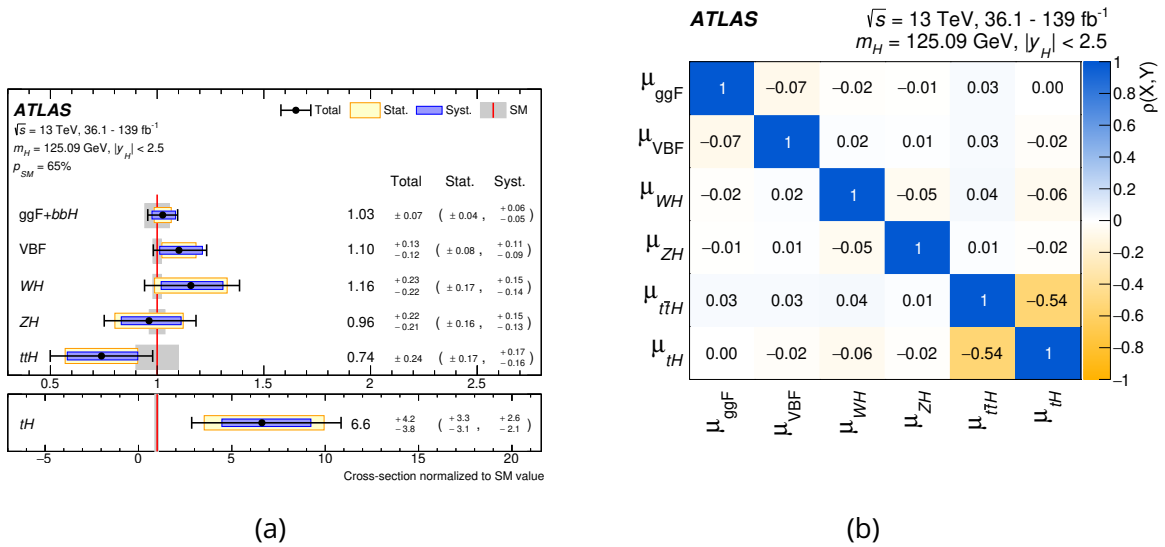 ATLAS
Total Stat. Syst. SM
√s = 13 TeV, 36.1 - 139 fb⁻¹
m_H = 125.09 GeV, |y_H| < 2.5
p_SM = 65%
Total Stat. Syst.
ggF+bbH 1.03 ± 0.07 ( ± 0.04 , +0.06 −0.05 )
VBF 1.10 +0.13 −0.12 ( ± 0.08 , +0.11 −0.09 )
WH 1.16 +0.23 −0.22 ( ± 0.17 , +0.15 −0.14 )
ZH 0.96 +0.22 −0.21 ( ± 0.16 , +0.15 −0.13 )
ttH 0.74 ± 0.24 ( ± 0.17 , +0.17 −0.16 )
0.5 1 1.5 2 2.5
tH 6.6 +4.2 −3.8 ( +3.3 −3.1 , +2.6 −2.1 )
−5 0 5 10 15 20
Cross-section normalized to SM value
(a)
ATLAS
√s = 13 TeV, 36.1 - 139 fb⁻¹
m_H = 125.09 GeV, |y_H| < 2.5
μ_ggF 1 −0.07 −0.02 −0.01 0.03 0.00
μ_VBF −0.07 1 0.02 0.01 0.03 −0.02
μ_WH −0.02 0.02 1 −0.05 0.04 −0.06
μ_ZH −0.01 0.01 −0.05 1 0.01 −0.02
μ_tt̄H 0.03 0.03 0.04 0.01 1 −0.54
μ_tH 0.00 −0.02 −0.06 −0.02 −0.54 1
μ_ggF μ_VBF μ_WH μ_ZH μ_tt̄H μ_tH
1
0.8
0.6
0.4
0.2
0
−0.2
−0.4
−0.6
−0.8
−1
ρ(X,Y)
(b)